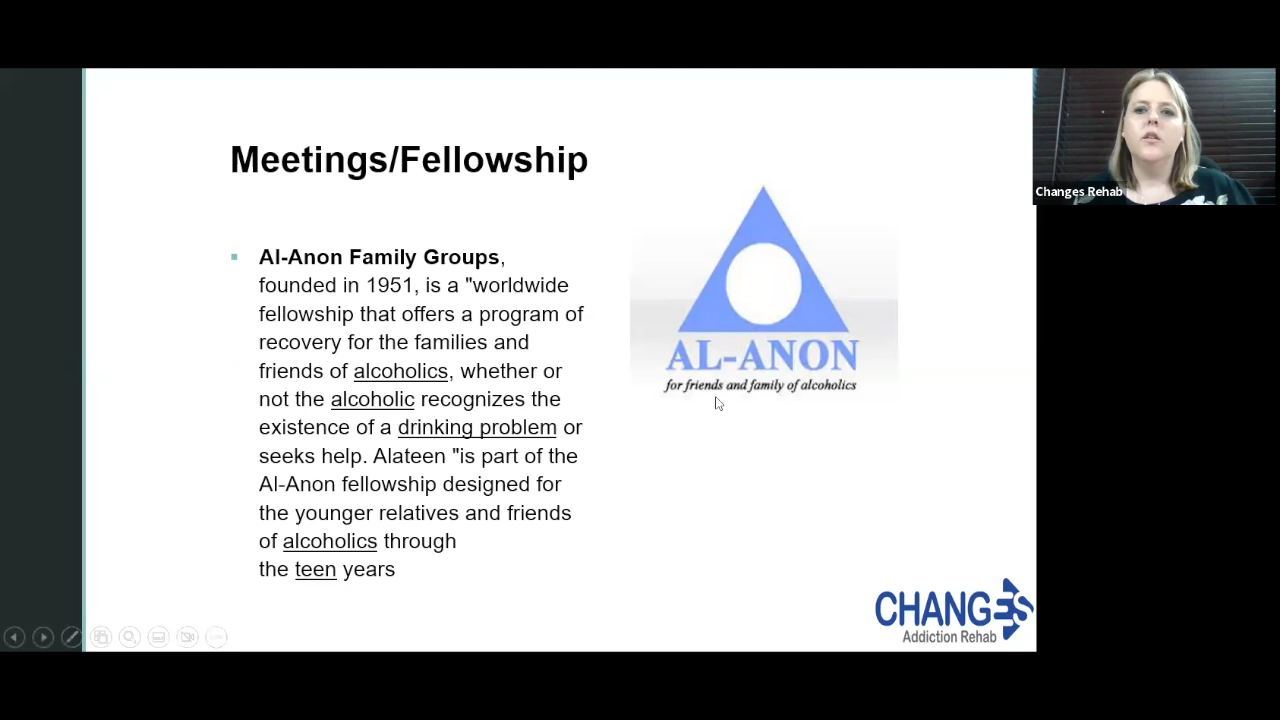 Meetings/Fellowship
Al-Anon Family Groups,
founded in 1951, is a "worldwide
fellowship that offers a program of
recovery for the families and
friends of alcoholics, whether or
not the alcoholic recognizes the
existence of a drinking problem or
seeks help. Alateen "is part of the
Al-Anon fellowship designed for
the younger relatives and friends
of alcoholics through
the teen years
AL-ANON
for friends and family of alcoholics
CHANGES
Addiction Rehab
Changes Rehab